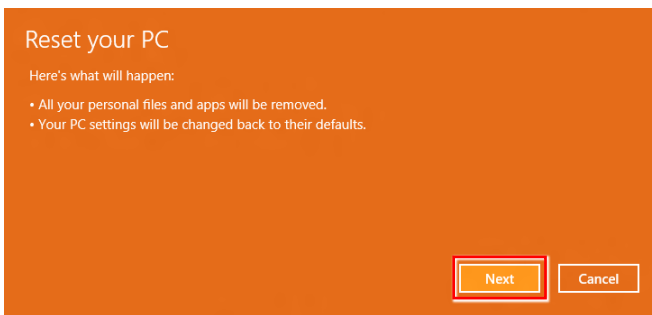 Reset your PC
Here's what will happen:
• All your personal files and apps will be removed.
• Your PC settings will be changed back to their defaults.
Next
Cancel